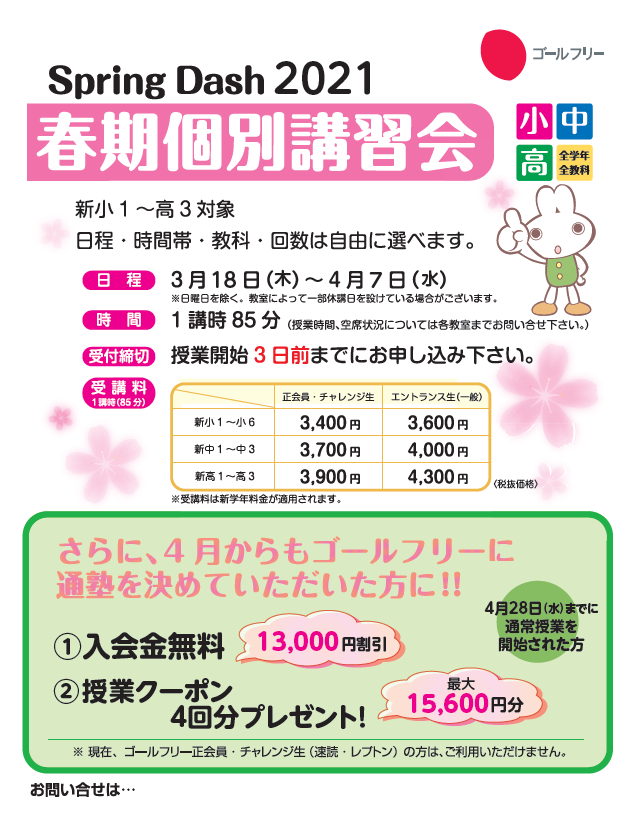 ゴールフリー
Spring Dash 2021
春期個別講習会
小 中
高 全学年 全教科
新小1～高3対象
日程・時間帯・教科・回数は自由に選べます。
日程 3月18日(木)～4月7日(水)
※日曜日を除く。教室によって一部休講日を設けている場合がございます。
時間 1講時85分(授業時間、空席状況については各教室までお問い合せ下さい。)
受付締切 授業開始3日前までにお申し込み下さい。
受講料
1講時(85分)
正会員・チャレンジ生 エントランス生(一般)
新小1～小6 3,400円 3,600円
新中1～中3 3,700円 4,000円
新高1～高3 3,900円 4,300円
(税抜価格)
※受講料は新学年料金が適用されます。
さらに、4月からもゴールフリーに
通塾を決めていただいた方に!!
4月28日(水)までに
通常授業を
開始された方
①入会金無料 13,000円割引
②授業クーポン
4回分プレゼント!
最大
15,600円分
※ 現在、ゴールフリー正会員・チャレンジ生(速読・レプトン)の方は、ご利用いただけません。
お問い合せは…